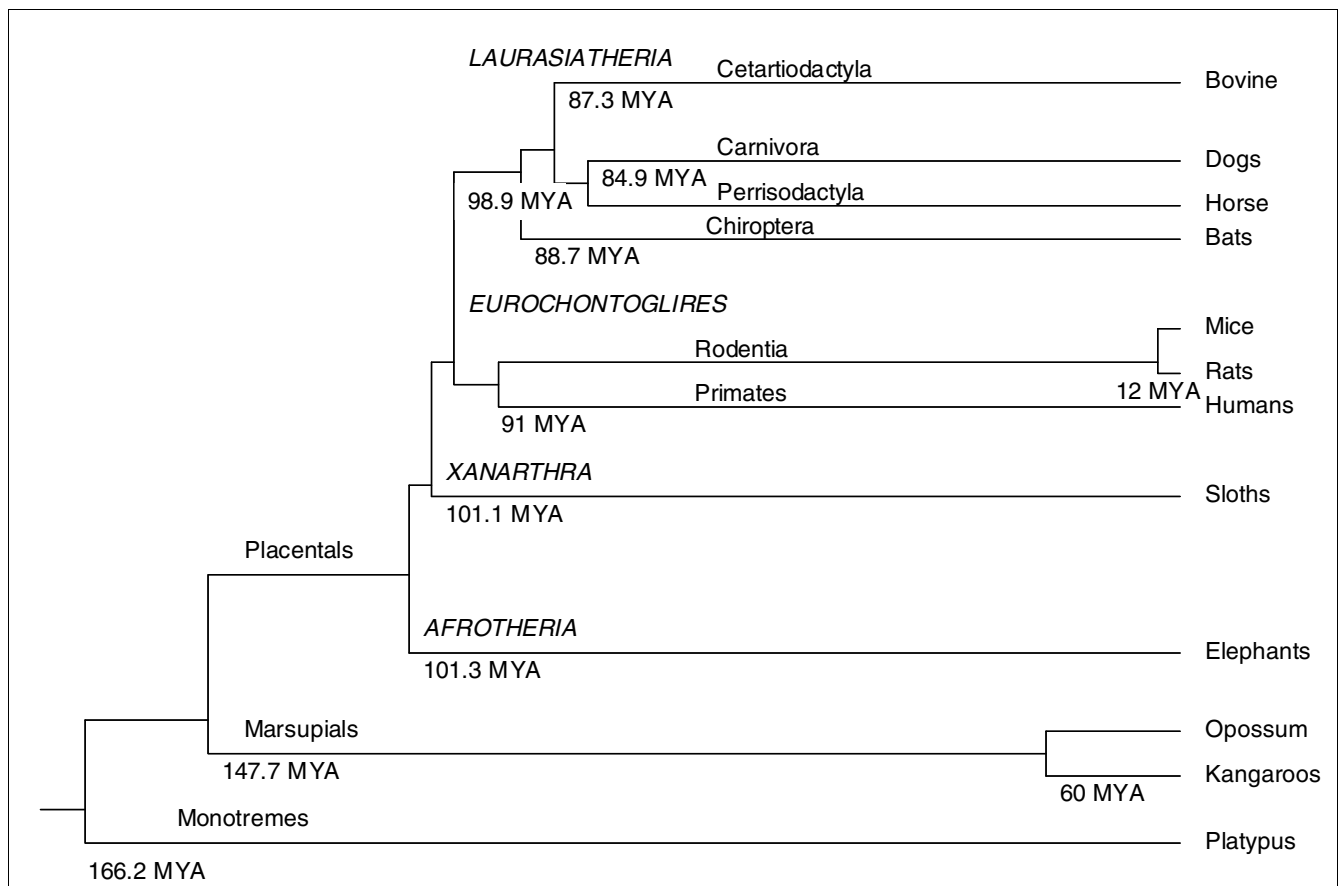 LAURASIATHERIA
Cetartiodactyla
Bovine
87.3 MYA
Carnivora
Dogs
84.9 MYA
Perrisodactyla
98.9 MYA
Horse
Chiroptera
Bats
88.7 MYA
EUROCHONTOGLIRES
Mice
Rodentia
Rats
12 MYA
Primates
Humans
91 MYA
XANARTHRA
Sloths
101.1 MYA
Placentals
AFROTHERIA
Elephants
101.3 MYA
Marsupials
Opossum
147.7 MYA
Kangaroos
60 MYA
Monotremes
Platypus
166.2 MYA